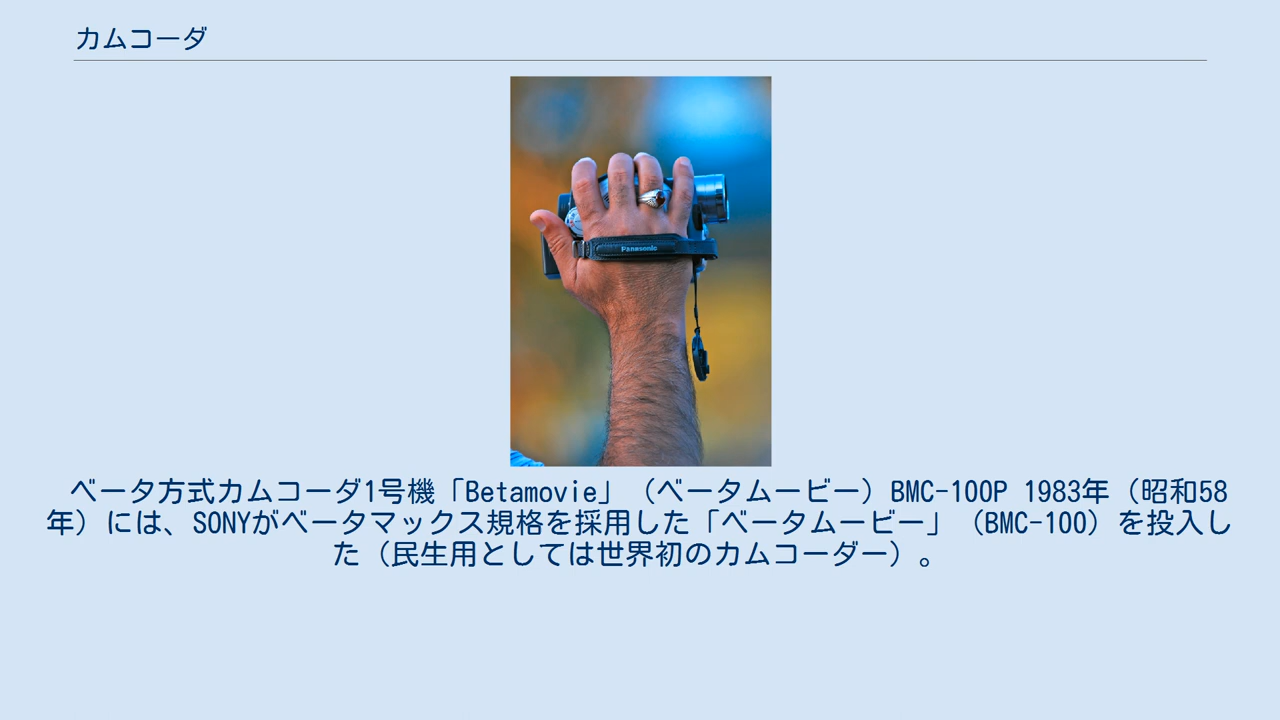 カムコーダ
Panasonic
ベータ方式カムコーダ1号機「Betamovie」（ベータムービー）BMC-100P 1983年（昭和58
年）には、SONYがベータマックス規格を採用した「ベータムービー」（BMC-100）を投入し
た（民生用としては世界初のカムコーダー）。